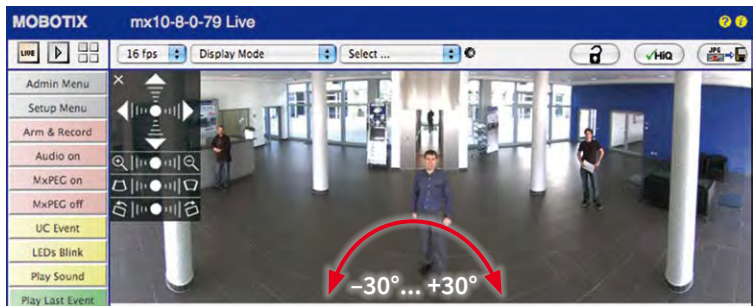 MOBOTIX mx10-8-0-79 Live ? i
LIVE 16 fps Display Mode Select ... ✓HiQ JPG
Admin Menu
Setup Menu
Arm & Record
Audio on
MxPEG on
MxPEG off
UC Event
LEDs Blink
Play Sound
Play Last Event
–30°... +30°